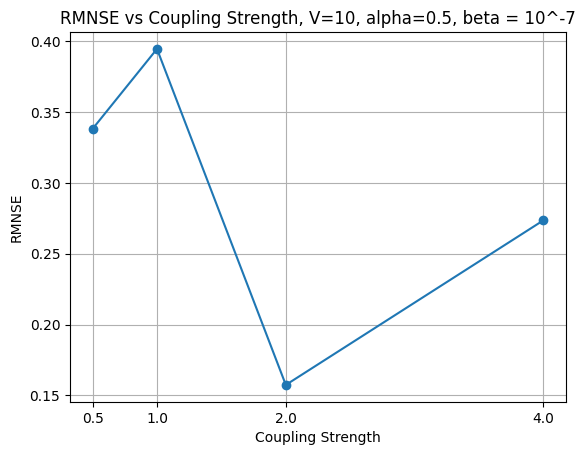 RMNSE vs Coupling Strength, V=10, alpha=0.5, beta = 10^-7
0.40
0.35
0.30
0.25
0.20
0.15
RMNSE
0.5 1.0 2.0 4.0
Coupling Strength